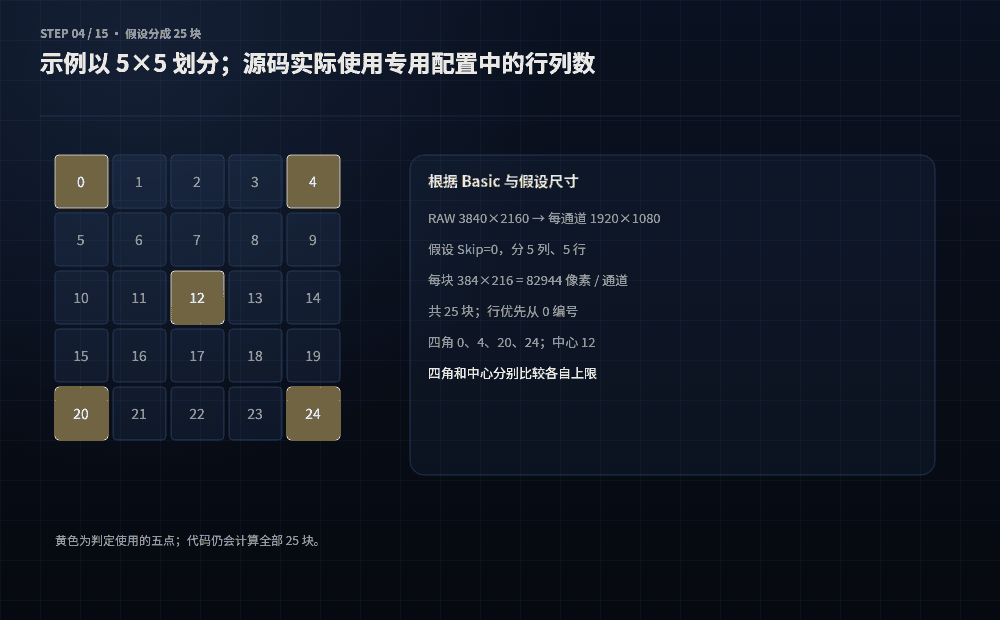 STEP 04 / 15 · 假设分成 25 块
示例以 5×5 划分；源码实际使用专用配置中的行列数
0 1 2 3 4
5 6 7 8 9
10 11 12 13 14
15 16 17 18 19
20 21 22 23 24
根据 Basic 与假设尺寸
RAW 3840×2160 → 每通道 1920×1080
假设 Skip=0，分 5 列、5 行
每块 384×216 = 82944 像素 / 通道
共 25 块；行优先从 0 编号
四角 0、4、20、24；中心 12
四角和中心分别比较各自上限
黄色为判定使用的五点；代码仍会计算全部 25 块。